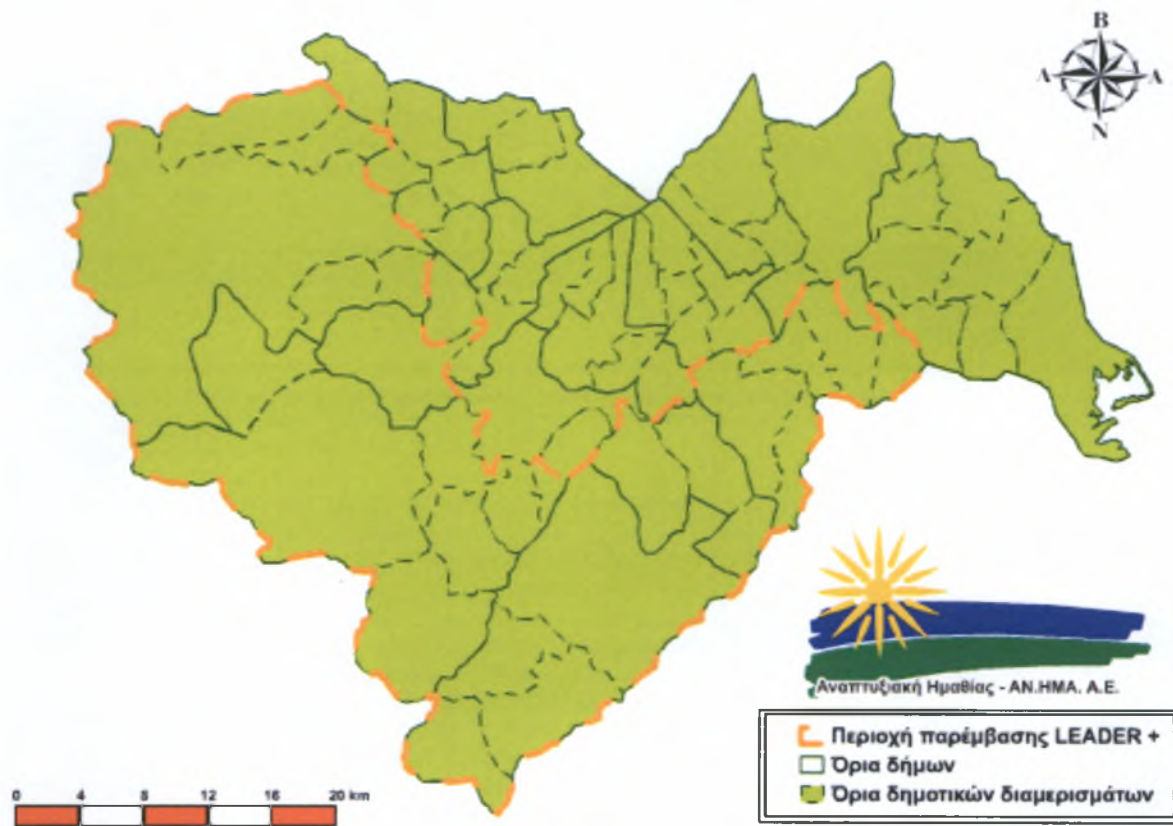 B
Δ A
N
Αναπτυξιακή Ημαθίας - ΑΝ.ΗΜΑ. Α.Ε.
Περιοχή παρέμβασης LEADER +
Όρια δήμων
Όρια δημοτικών διαμερισμάτων
0 4 8 12 16 20 km